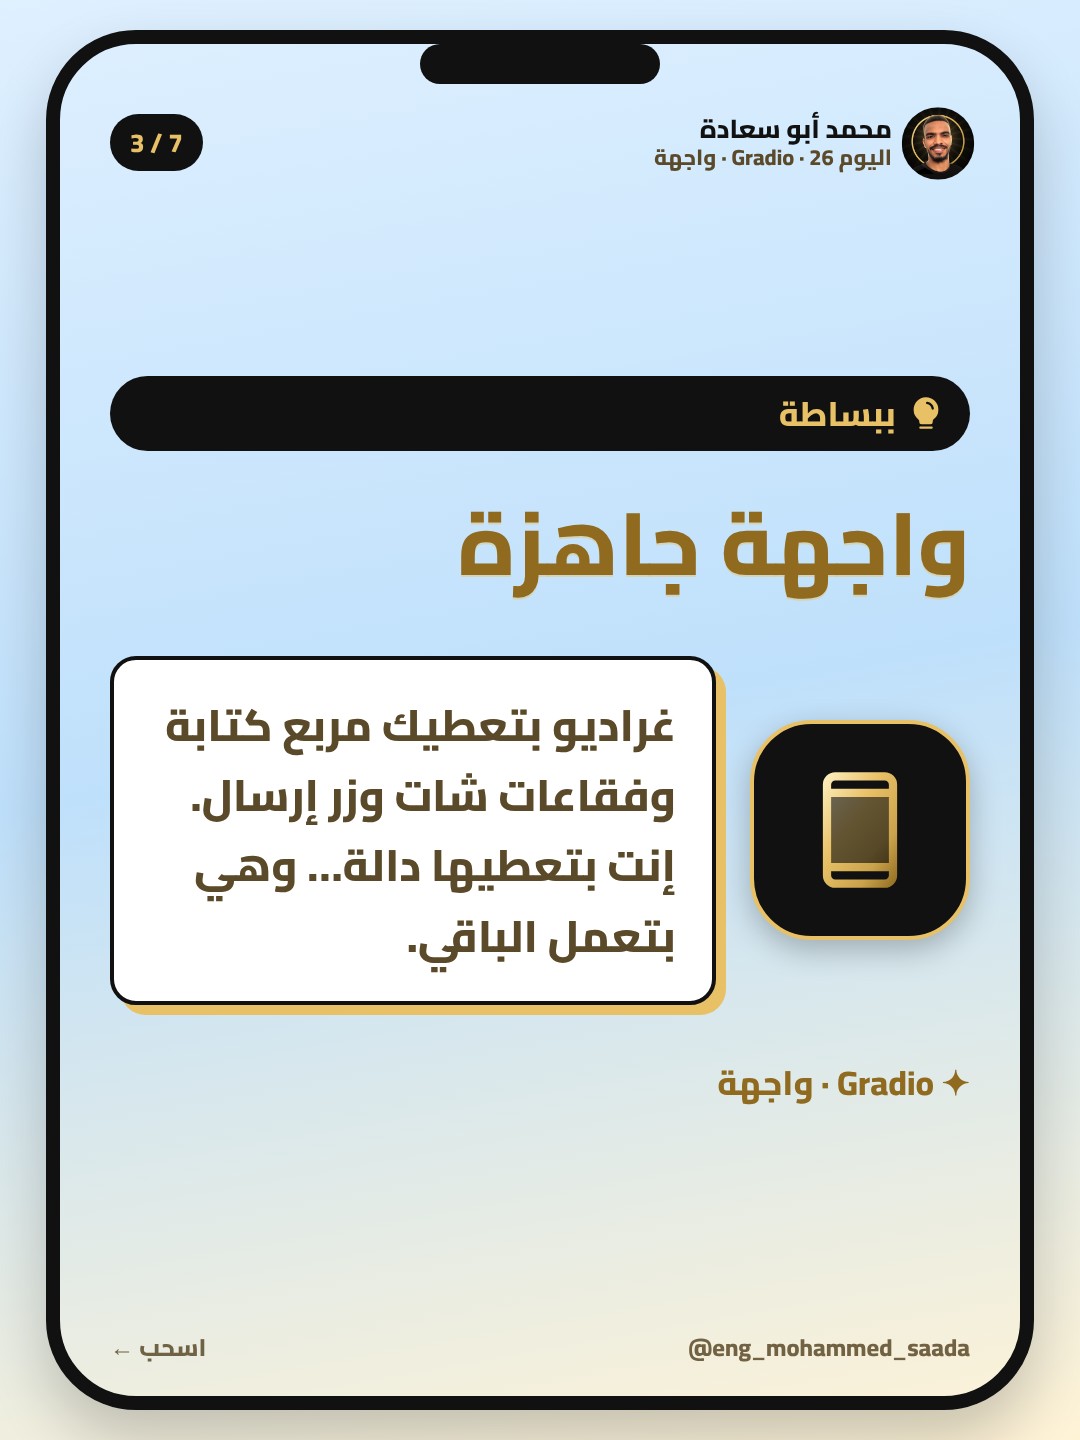 محمد أبو سعادة
اليوم 26 · Gradio · واجهة
3 / 7
ببساطة
واجهة جاهزة
غراديو بتعطيك مربع كتابة
وفقاعات شات وزر إرسال.
إنت بتعطيها دالة... وهي
بتعمل الباقي.
✦ Gradio · واجهة
@eng_mohammed_saada
اسحب ←